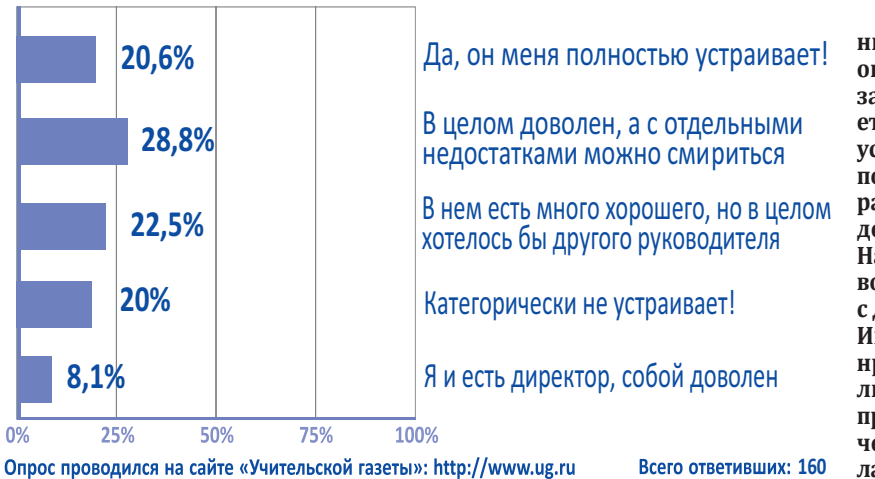 20,6%
Да, он меня полностью устраивает!
28,8%
В целом доволен, а с отдельными
недостатками можно смириться
22,5%
В нем есть много хорошего, но в целом
хотелось бы другого руководителя
20%
Категорически не устраивает!
8,1%
Я и есть директор, собой доволен
0% 25% 50% 75% 100%
Опрос проводился на сайте «Учительской газеты»: http://www.ug.ru Всего ответивших: 160